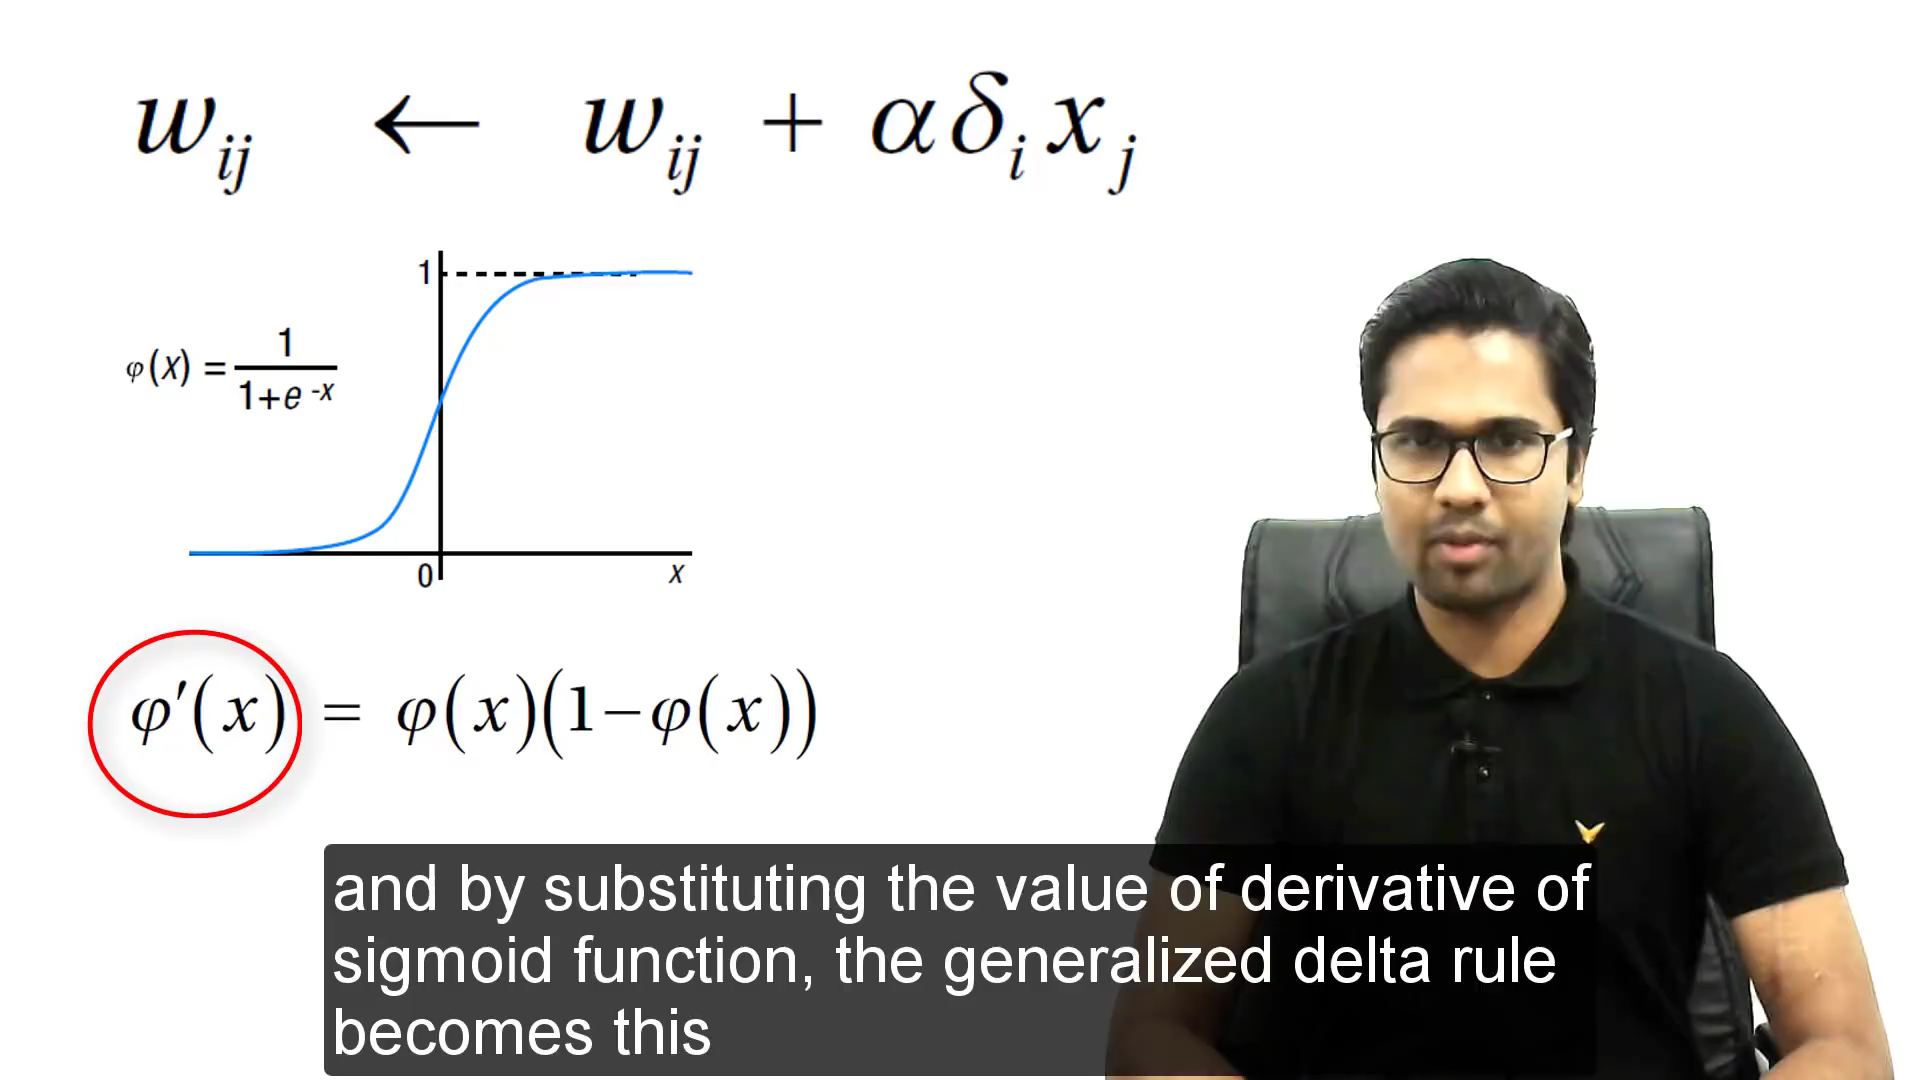 w_ij ← w_ij + αδ_i x_j
1
φ(x) = 1 / (1+e^-x)
0
x
φ′(x) = φ(x)(1−φ(x))
and by substituting the value of derivative of
sigmoid function, the generalized delta rule
becomes this